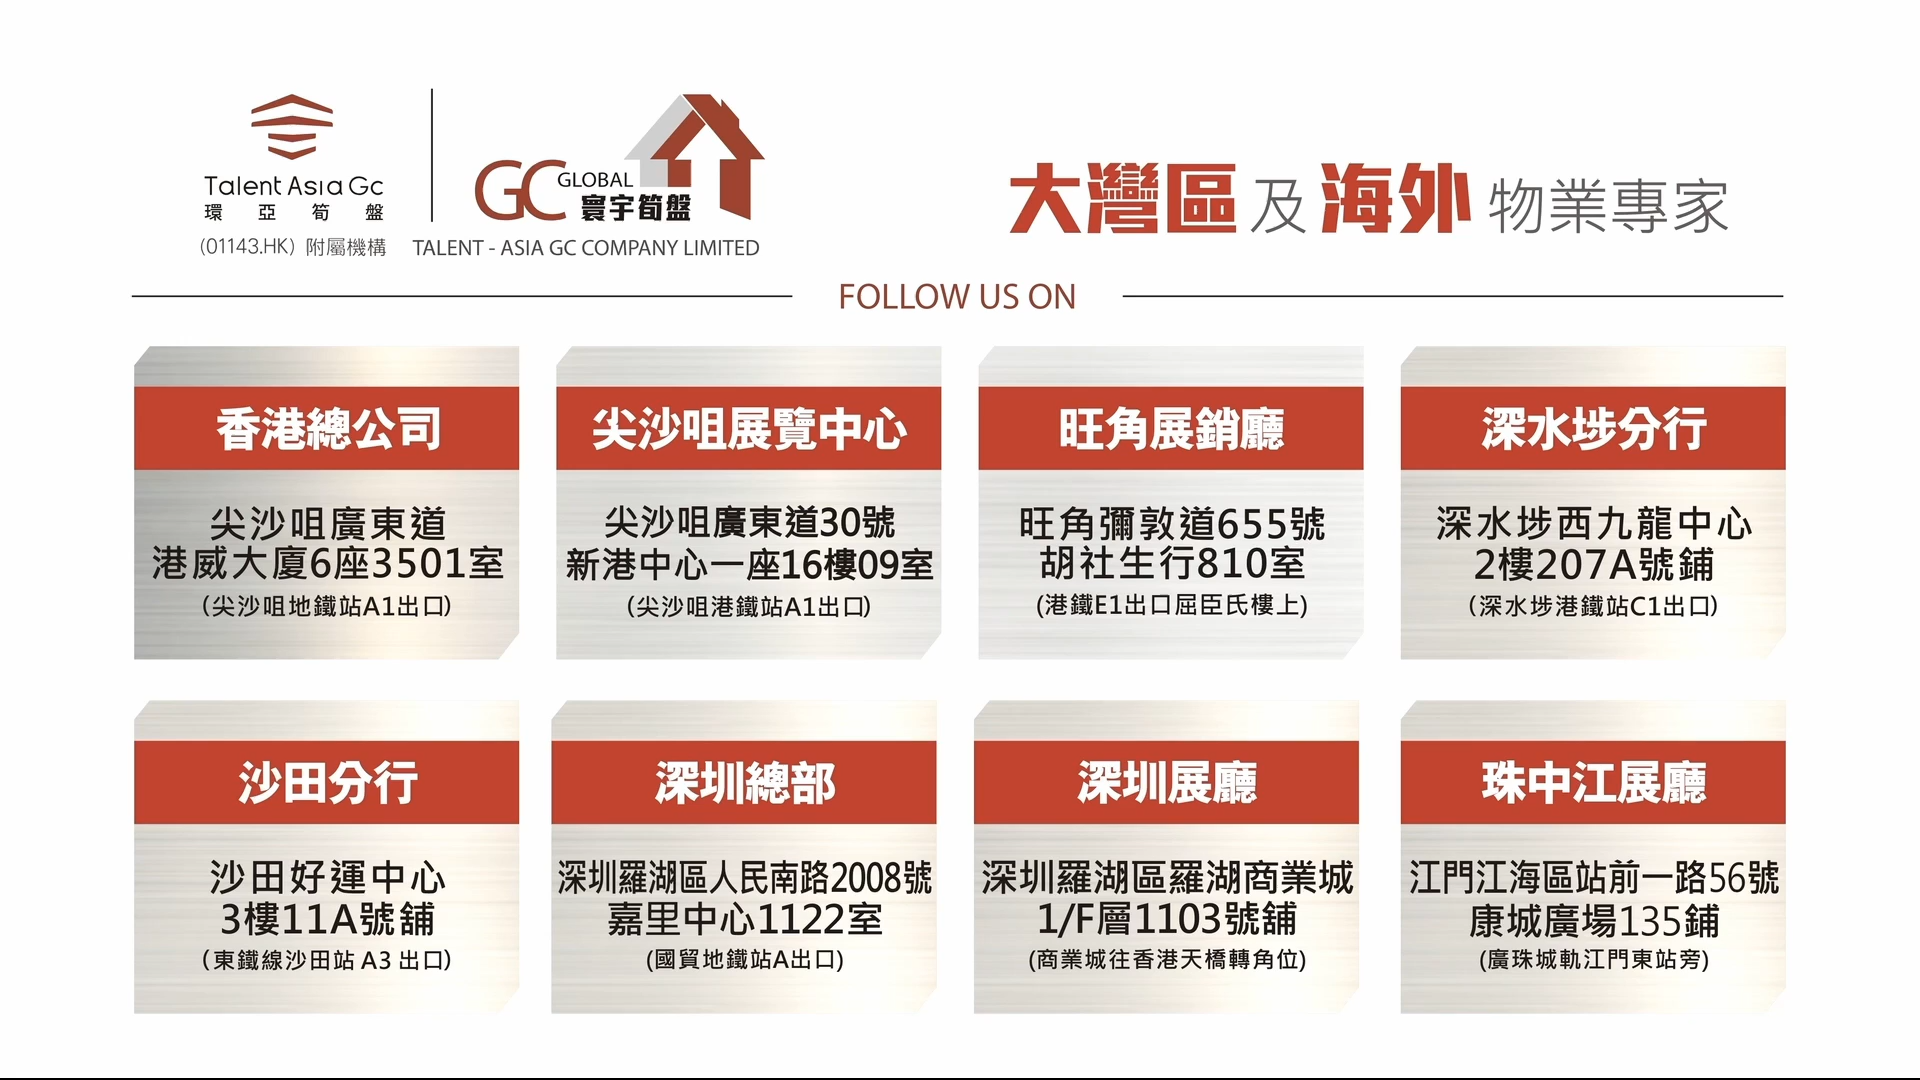 Talent Asia Gc
環亞筍盤
(01143.HK) 附屬機構
GC GLOBAL
寰宇筍盤
TALENT - ASIA GC COMPANY LIMITED
大灣區及海外物業專家
FOLLOW US ON
香港總公司
尖沙咀廣東道
港威大廈6座3501室
(尖沙咀地鐵站A1出口)
尖沙咀展覽中心
尖沙咀廣東道30號
新港中心一座16樓09室
(尖沙咀港鐵站A1出口)
旺角展銷廳
旺角彌敦道655號
胡社生行810室
(港鐵E1出口屈臣氏樓上)
深水埗分行
深水埗西九龍中心
2樓207A號鋪
(深水埗港鐵站C1出口)
沙田分行
沙田好運中心
3樓11A號舖
(東鐵線沙田站 A3 出口)
深圳總部
深圳羅湖區人民南路2008號
嘉里中心1122室
(國貿地鐵站A出口)
深圳展廳
深圳羅湖區羅湖商業城
1/F層1103號舖
(商業城往香港天橋轉角位)
珠中江展廳
江門江海區站前一路56號
康城廣場135鋪
(廣珠城軌江門東站旁)